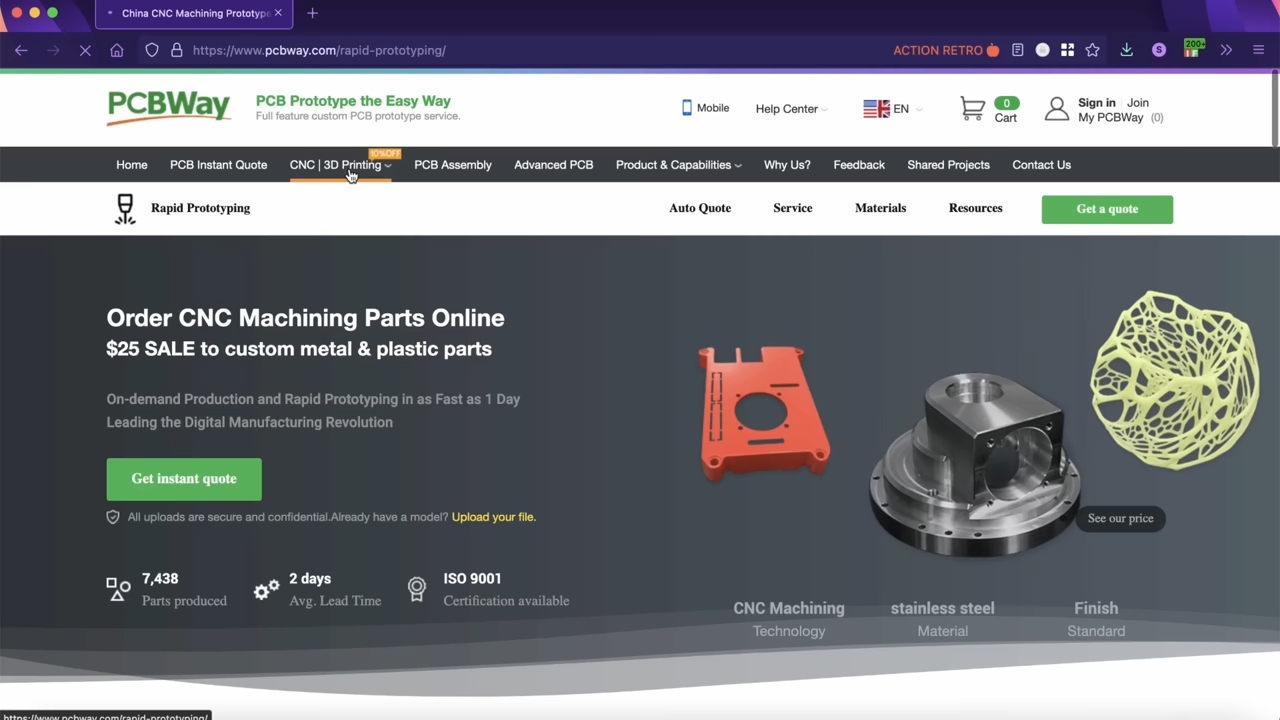 China CNC Machining Prototype
https://www.pcbway.com/rapid-prototyping/
ACTION RETRO
S
200+
PCBWay
PCB Prototype the Easy Way
Full feature custom PCB prototype service.
Mobile
Help Center
EN
0
Cart
Sign in | Join
My PCBWay (0)
10%OFF
Home
PCB Instant Quote
CNC | 3D Printing
PCB Assembly
Advanced PCB
Product & Capabilities
Why Us?
Feedback
Shared Projects
Contact Us
Rapid Prototyping
Auto Quote
Service
Materials
Resources
Get a quote
Order CNC Machining Parts Online
$25 SALE to custom metal & plastic parts
On-demand Production and Rapid Prototyping in as Fast as 1 Day
Leading the Digital Manufacturing Revolution
Get instant quote
All uploads are secure and confidential.Already have a model? Upload your file.
See our price
7,438
Parts produced
2 days
Avg. Lead Time
ISO 9001
Certification available
CNC Machining
Technology
stainless steel
Material
Finish
Standard
https://www.pcbway.com/rapid-prototyping/